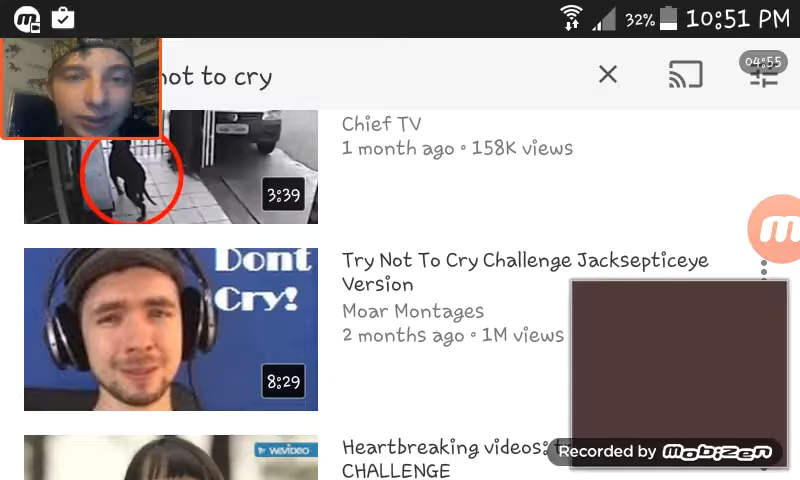 32% 10:51 PM
not to cry
04:55
Chief TV
1 month ago • 158K views
3:39
Dont
Cry!
8:29
Try Not To Cry Challenge Jacksepticeye
Version
Moar Montages
2 months ago • 1M views
WEVIDEO
Heartbreaking videos:
CHALLENGE
Recorded by mobizen